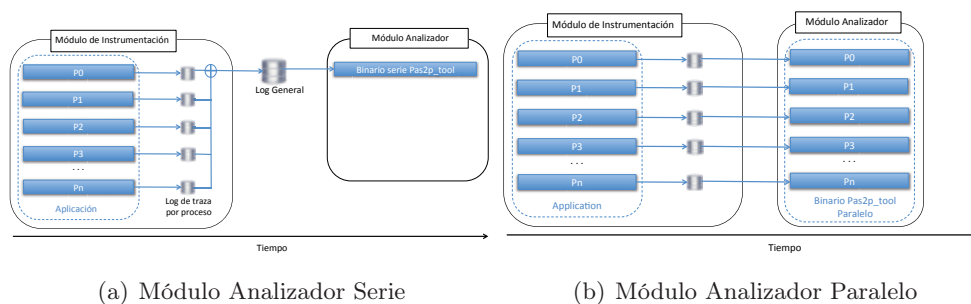 Módulo de Instrumentación
P0
P1
P2
P3
...
Pn
Aplicación
Log de traza
por proceso
Log General
Módulo Analizador
Binario serie Pas2p_tool
Tiempo
(a) Módulo Analizador Serie
Módulo de Instrumentación
P0
P1
P2
P3
...
Pn
Application
Módulo Analizador
P0
P1
P2
P3
...
Pn
Binario Pas2p_tool
Paralelo
Tiempo
(b) Módulo Analizador Paralelo